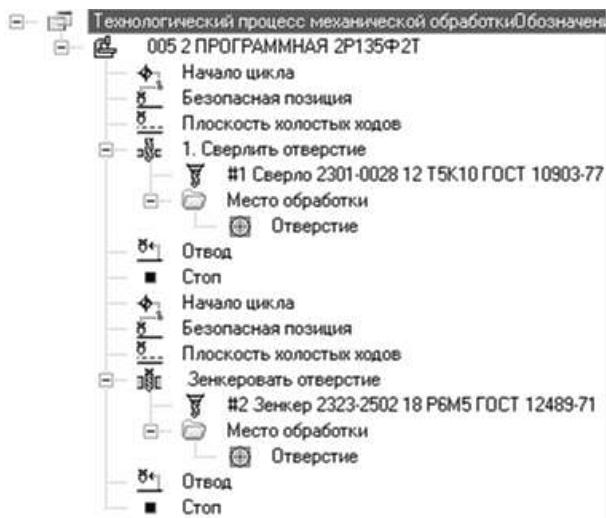 Технологический процесс механической обработкиОбозначени
005 2 ПРОГРАММНАЯ 2Р135Ф2Т
Начало цикла
Безопасная позиция
Плоскость холостых ходов
1. Сверлить отверстие
#1 Сверло 2301-0028 12 Т5К10 ГОСТ 10903-77
Место обработки
Отверстие
Отвод
Стоп
Начало цикла
Безопасная позиция
Плоскость холостых ходов
Зенкеровать отверстие
#2 Зенкер 2323-2502 18 Р6М5 ГОСТ 12489-71
Место обработки
Отверстие
Отвод
Стоп